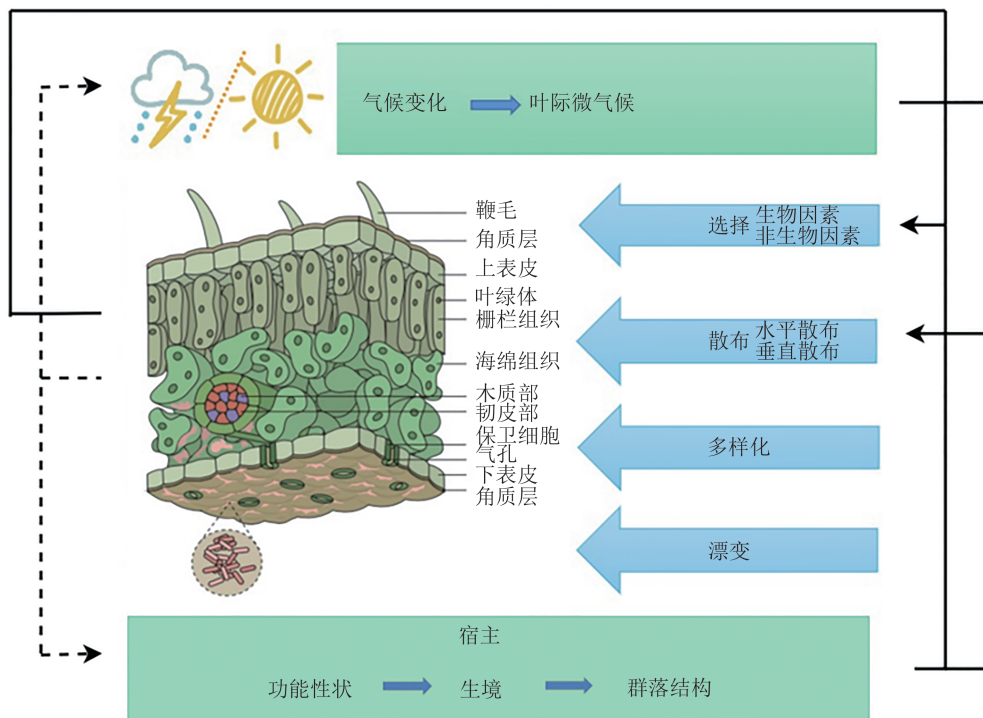 气候变化 叶际微气候
鞭毛
角质层
上表皮
叶绿体
栅栏组织
海绵组织
木质部
韧皮部
保卫细胞
气孔
下表皮
角质层
选择 生物因素
非生物因素
散布 水平散布
垂直散布
多样化
漂变
宿主
功能性状 生境 群落结构